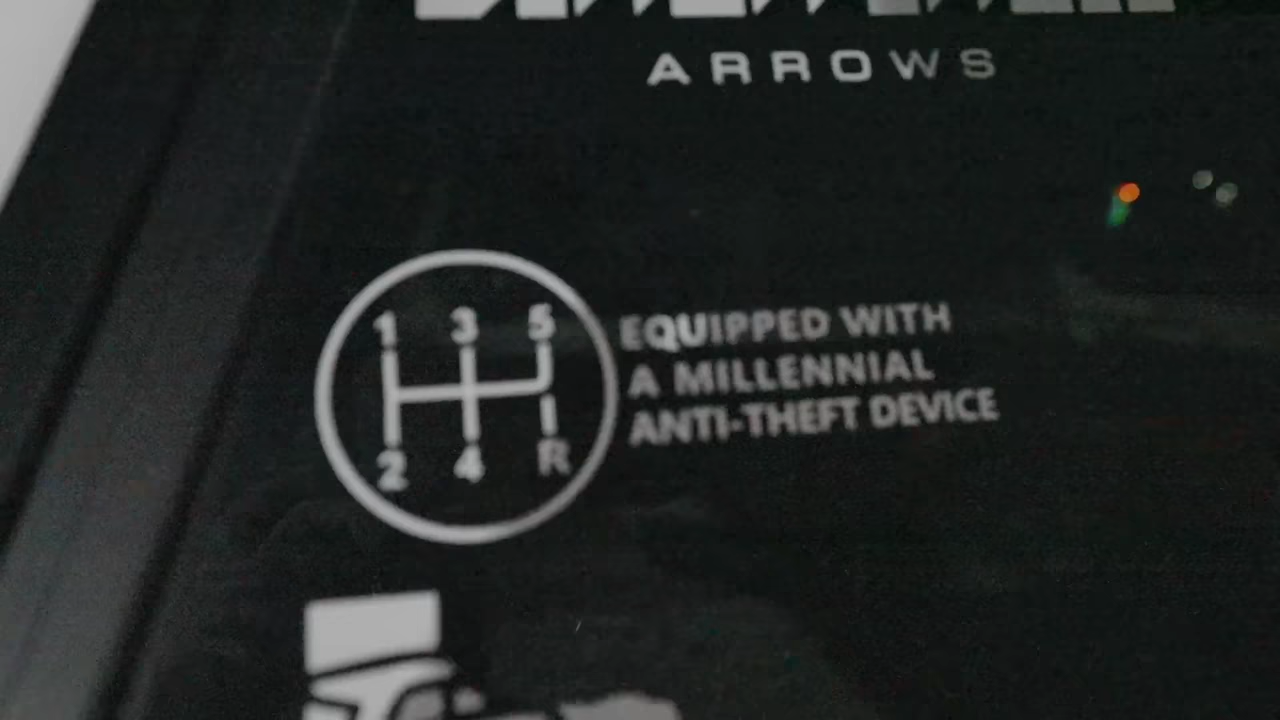 ARROWS
1 3 5
2 4 R
EQUIPPED WITH
A MILLENNIAL
ANTI-THEFT DEVICE